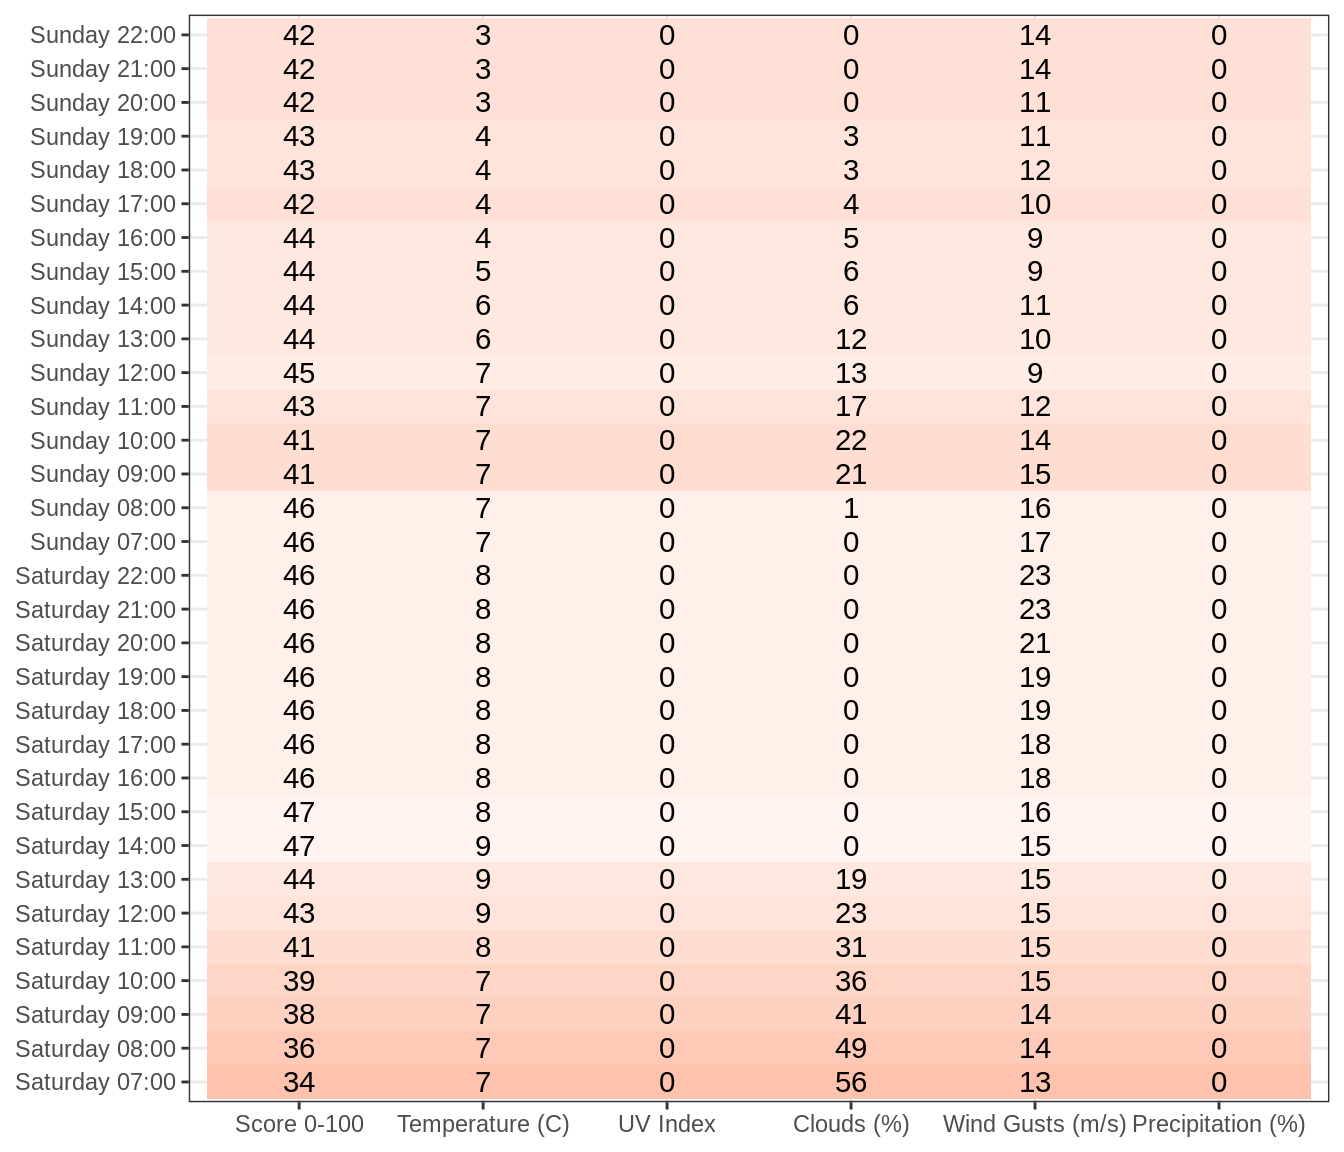 Sunday 22:00 42 3 0 0 14 0
Sunday 21:00 42 3 0 0 14 0
Sunday 20:00 42 3 0 0 11 0
Sunday 19:00 43 4 0 3 11 0
Sunday 18:00 43 4 0 3 12 0
Sunday 17:00 42 4 0 4 10 0
Sunday 16:00 44 4 0 5 9 0
Sunday 15:00 44 5 0 6 9 0
Sunday 14:00 44 6 0 6 11 0
Sunday 13:00 44 6 0 12 10 0
Sunday 12:00 45 7 0 13 9 0
Sunday 11:00 43 7 0 17 12 0
Sunday 10:00 41 7 0 22 14 0
Sunday 09:00 41 7 0 21 15 0
Sunday 08:00 46 7 0 1 16 0
Sunday 07:00 46 7 0 0 17 0
Saturday 22:00 46 8 0 0 23 0
Saturday 21:00 46 8 0 0 23 0
Saturday 20:00 46 8 0 0 21 0
Saturday 19:00 46 8 0 0 19 0
Saturday 18:00 46 8 0 0 19 0
Saturday 17:00 46 8 0 0 18 0
Saturday 16:00 46 8 0 0 18 0
Saturday 15:00 47 8 0 0 16 0
Saturday 14:00 47 9 0 0 15 0
Saturday 13:00 44 9 0 19 15 0
Saturday 12:00 43 9 0 23 15 0
Saturday 11:00 41 8 0 31 15 0
Saturday 10:00 39 7 0 36 15 0
Saturday 09:00 38 7 0 41 14 0
Saturday 08:00 36 7 0 49 14 0
Saturday 07:00 34 7 0 56 13 0
Score 0-100 Temperature (C) UV Index Clouds (%) Wind Gusts (m/s) Precipitation (%)